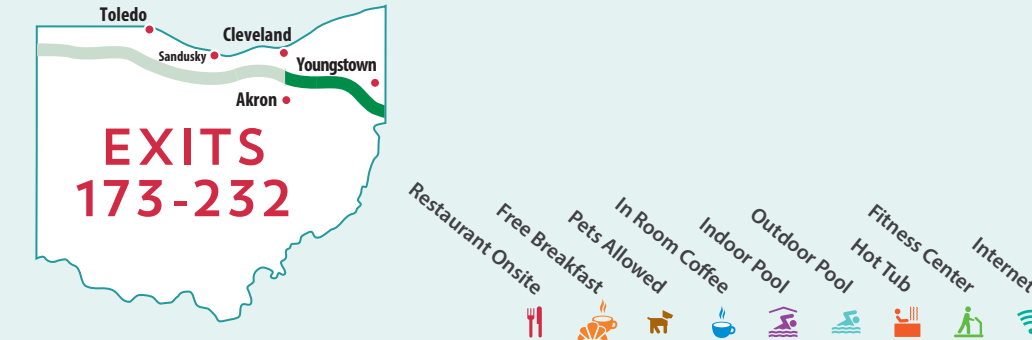 Toledo
Cleveland
Sandusky
Youngstown
Akron
EXITS
173-232
Restaurant Onsite
Free Breakfast
Pets Allowed
In Room Coffee
Indoor Pool
Outdoor Pool
Hot Tub
Fitness Center
Internet